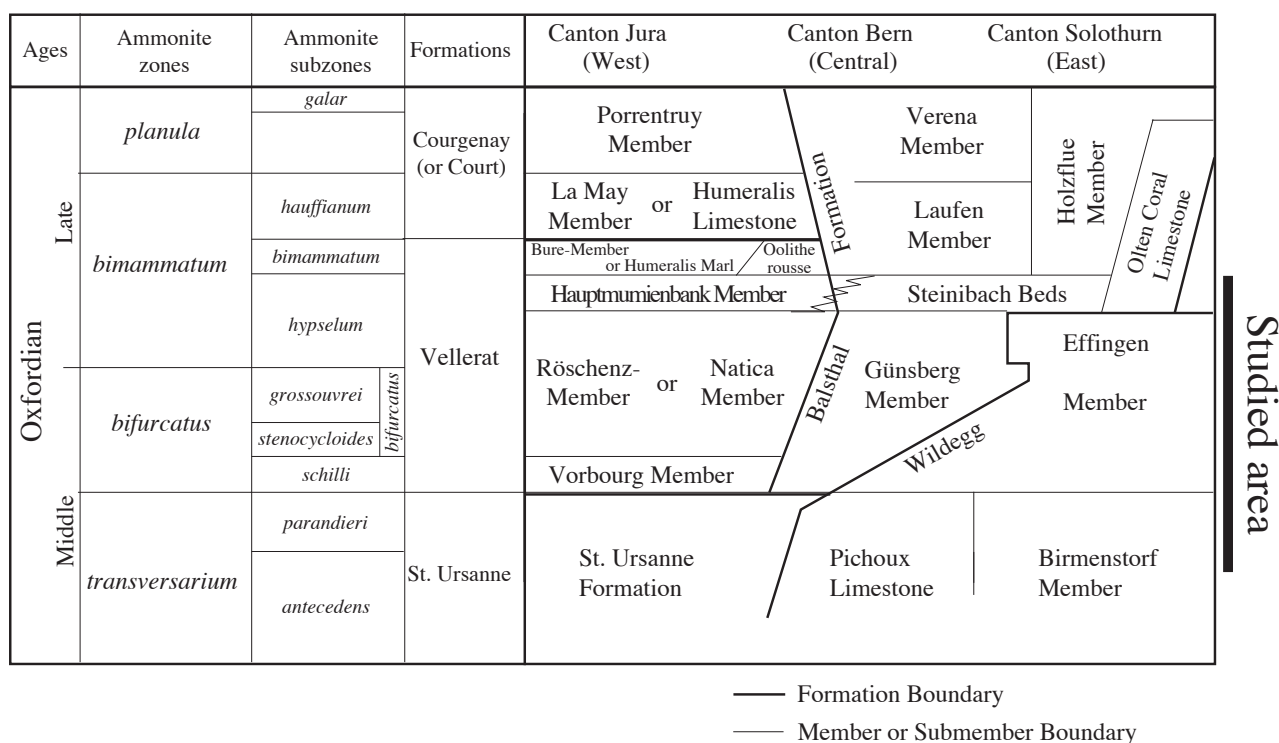 Ages
Ammonite
zones
Ammonite
subzones
Formations
Canton Jura
(West)
Canton Bern
(Central)
Canton Solothurn
(East)
Oxfordian
Late
Middle
planula
bimammatum
bifurcatus
transversarium
galar
hauffianum
bimammatum
hypselum
grossouvrei
stenocycloides
bifurcatus
schilli
parandieri
antecedens
Courgenay
(or Court)
Vellerat
St. Ursanne
Porrentruy
Member
La May
Member
or
Humeralis
Limestone
Bure-Member
or Humeralis Marl
Oolithe
rousse
Hauptmumienbank Member
Röschenz-
Member
or
Natica
Member
Vorbourg Member
St. Ursanne
Formation
Formation
Balsthal
Verena
Member
Laufen
Member
Steinibach Beds
Günsberg
Member
Wildegg
Pichoux
Limestone
Holzflue
Member
Olten Coral
Limestone
Effingen
Member
Birmenstorf
Member
Studied area
Formation Boundary
Member or Submember Boundary